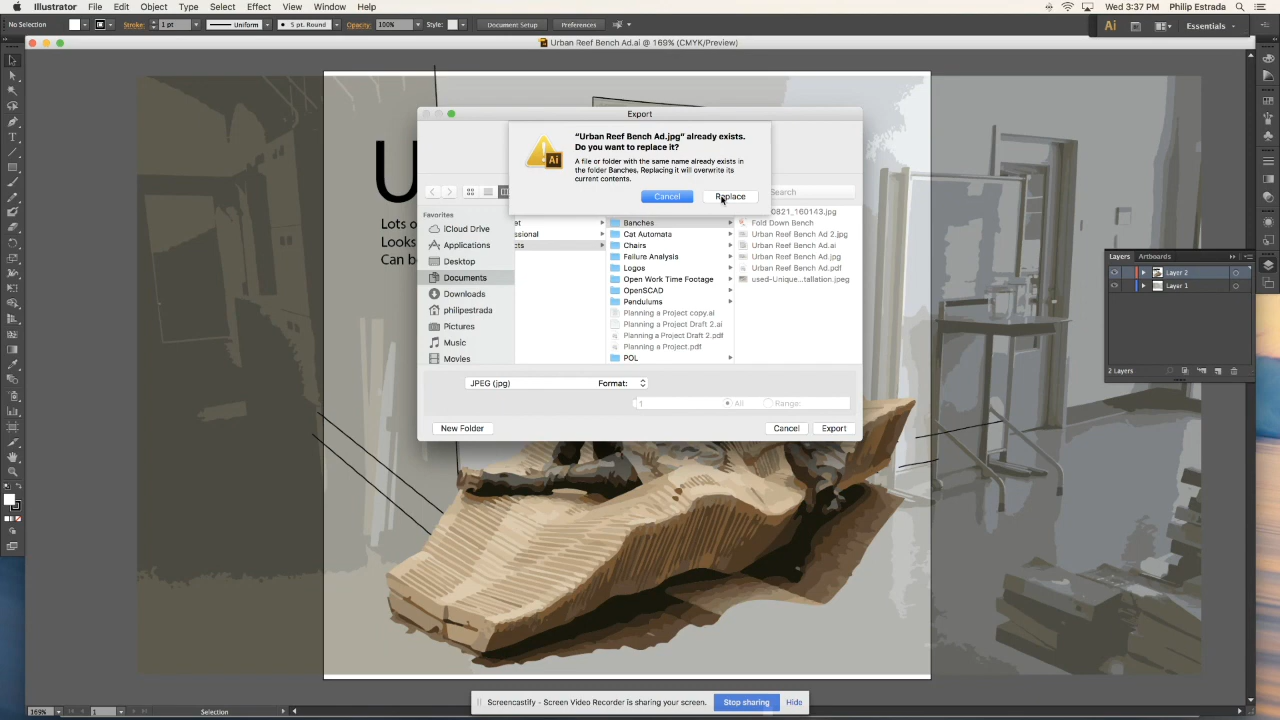 Illustrator File Edit Object Type Select Effect View Window Help
Wed 3:37 PM Philip Estrada
No Selection Stroke: 1 pt Uniform 5 pt. Round Opacity: 100% Style: Document Setup Preferences
Ai Essentials
Urban Reef Bench Ad.ai @ 169% (CMYK/Preview)
Export
“Urban Reef Bench Ad.jpg” already exists.
Do you want to replace it?
A file or folder with the same name already exists in
the folder Banches. Replacing it will overwrite its
current contents.
Ai
Cancel Replace
Search
U
Lots o
Looks
Can be
Favorites
iCloud Drive
Applications
Desktop
Documents
Downloads
philipestrada
Pictures
Music
Movies
et
ssional
cts
Banches
Cat Automata
Chairs
Failure Analysis
Logos
Open Work Time Footage
OpenSCAD
Pendulums
Planning a Project copy.ai
Planning a Project Draft 2.ai
Planning a Project Draft 2.pdf
Planning a Project.pdf
POL
0821_160143.jpg
Fold Down Bench
Urban Reef Bench Ad 2.jpg
Urban Reef Bench Ad.ai
Urban Reef Bench Ad.jpg
Urban Reef Bench Ad.pdf
used-Unique...tallation.jpeg
JPEG (jpg) Format:
1 All Range:
New Folder Cancel Export
Layers Artboards
Layer 2
Layer 1
2 Layers
Screencastify - Screen Video Recorder is sharing your screen. Stop sharing Hide
169% 1 Selection